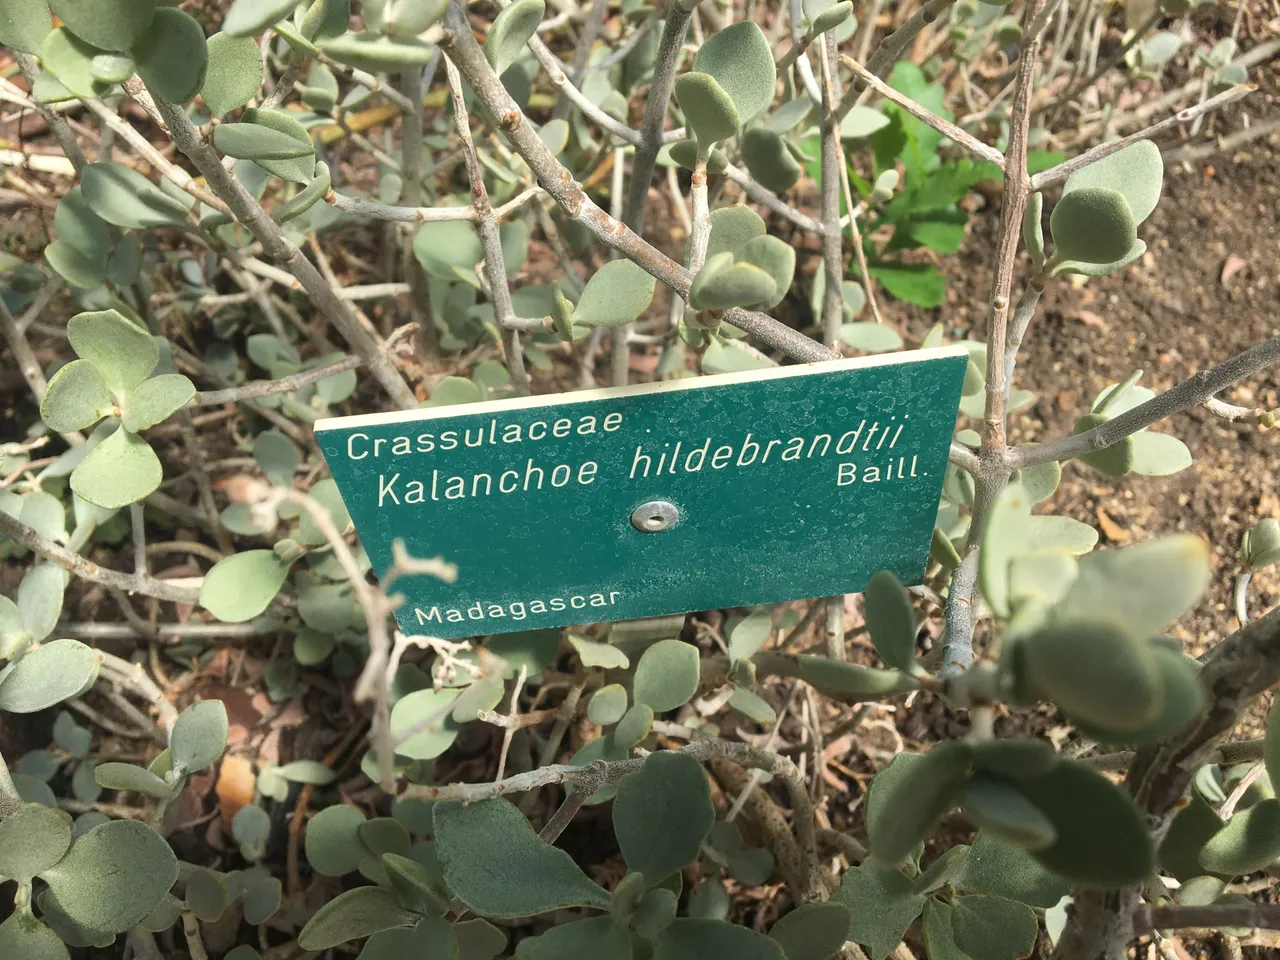 Crassulaceae
Kalanchoe hildebrandtii
Baill.
Madagascar